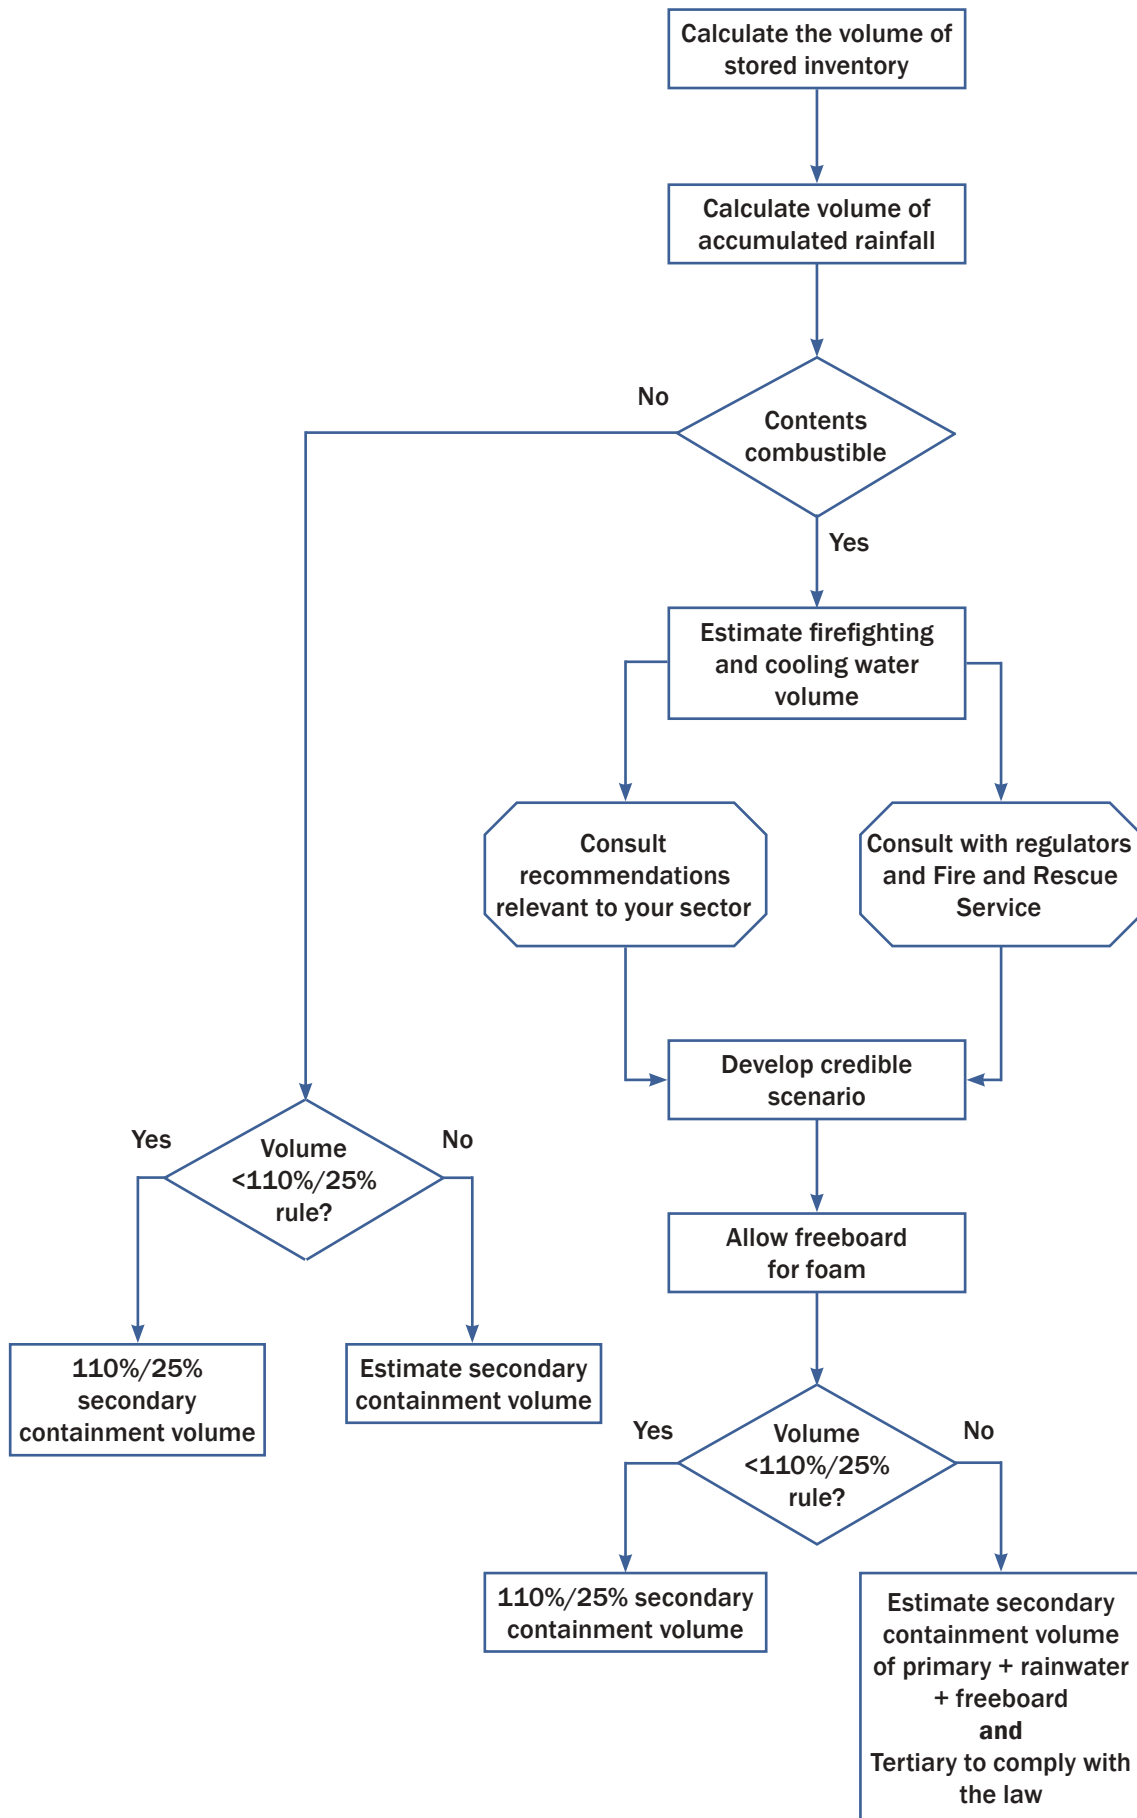 Calculate the volume of
stored inventory
Calculate volume of
accumulated rainfall
Contents
combustible
No
Yes
Estimate firefighting
and cooling water
volume
Consult
recommendations
relevant to your sector
Consult with regulators
and Fire and Rescue
Service
Develop credible
scenario
Allow freeboard
for foam
Volume
<110%/25%
rule?
Yes
No
110%/25%
secondary
containment volume
Estimate secondary
containment volume
Volume
<110%/25%
rule?
Yes
No
110%/25% secondary
containment volume
Estimate secondary
containment volume
of primary + rainwater
+ freeboard
and
Tertiary to comply with
the law